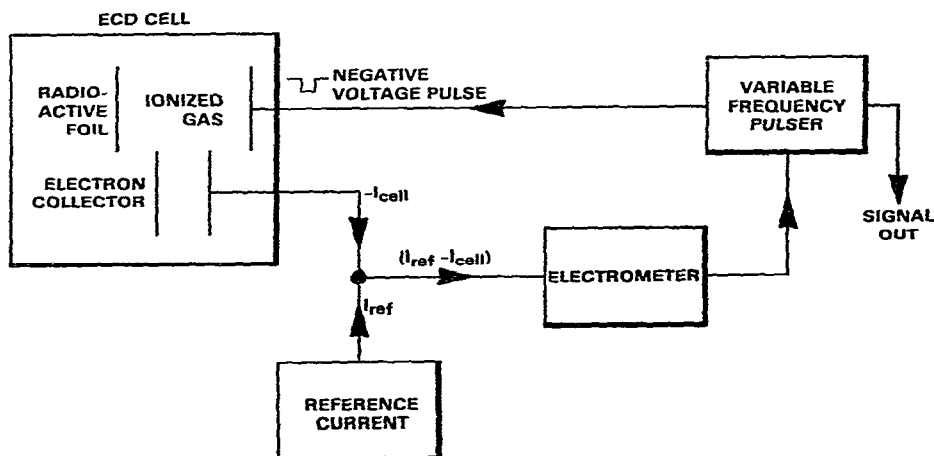 ECD CELL
RADIO-
ACTIVE
FOIL
IONIZED
GAS
NEGATIVE
VOLTAGE PULSE
VARIABLE
FREQUENCY
PULSER
ELECTRON
COLLECTOR
-Icell
SIGNAL
OUT
(Iref -Icell)
ELECTROMETER
Iref
REFERENCE
CURRENT